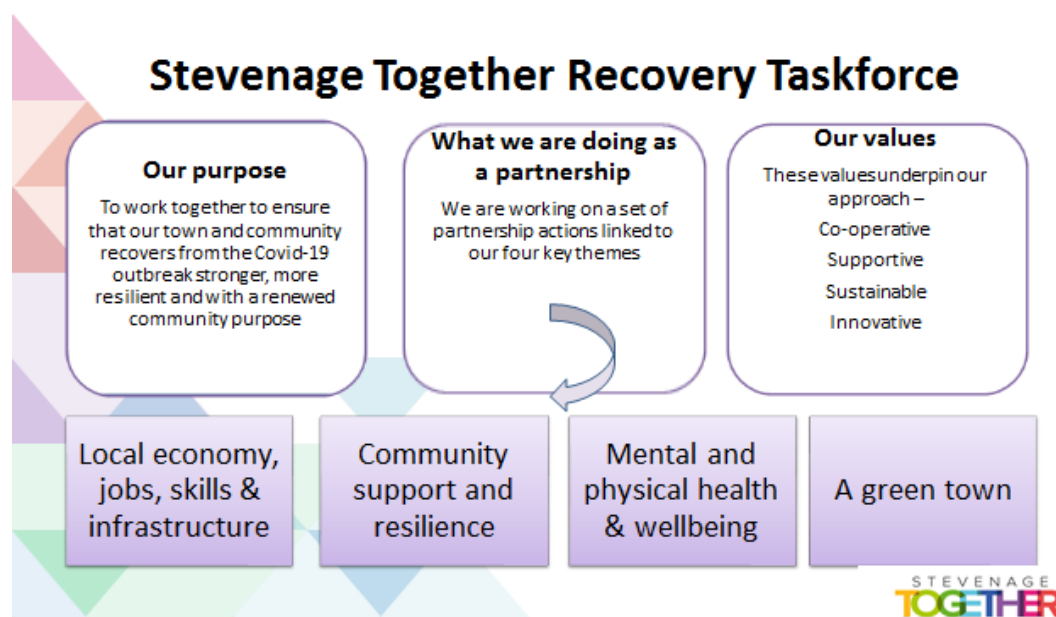 Stevenage Together Recovery Taskforce
Our purpose
To work together to ensure
that our town and community
recovers from the Covid-19
outbreak stronger, more
resilient and with a renewed
community purpose
What we are doing as
a partnership
We are working on a set of
partnership actions linked to
our four key themes
Our values
These values underpin our
approach –
Co-operative
Supportive
Sustainable
Innovative
Local economy,
jobs, skills &
infrastructure
Community
support and
resilience
Mental and
physical health
& wellbeing
A green town
STEVENAGE
TOGETHER